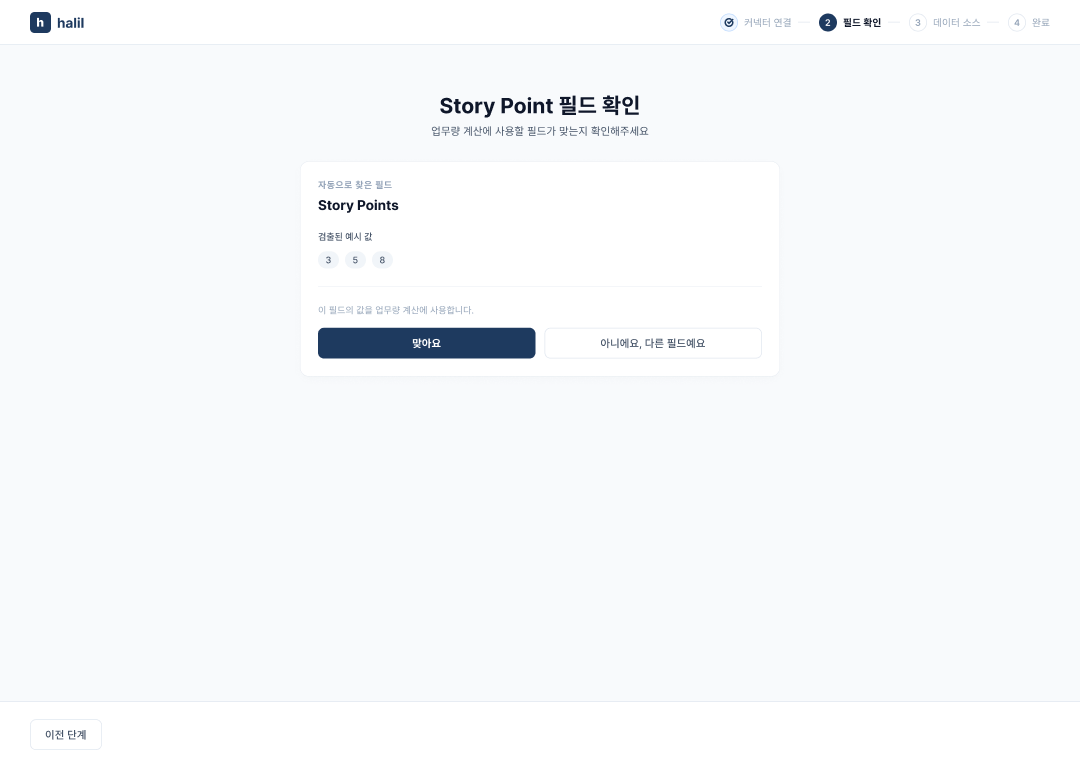 h halil
커넥터 연결 2 필드 확인 3 데이터 소스 4 완료
Story Point 필드 확인
업무량 계산에 사용할 필드가 맞는지 확인해주세요
자동으로 찾은 필드
Story Points
검출된 예시 값
3 5 8
이 필드의 값을 업무량 계산에 사용합니다.
맞아요 아니에요, 다른 필드예요
이전 단계